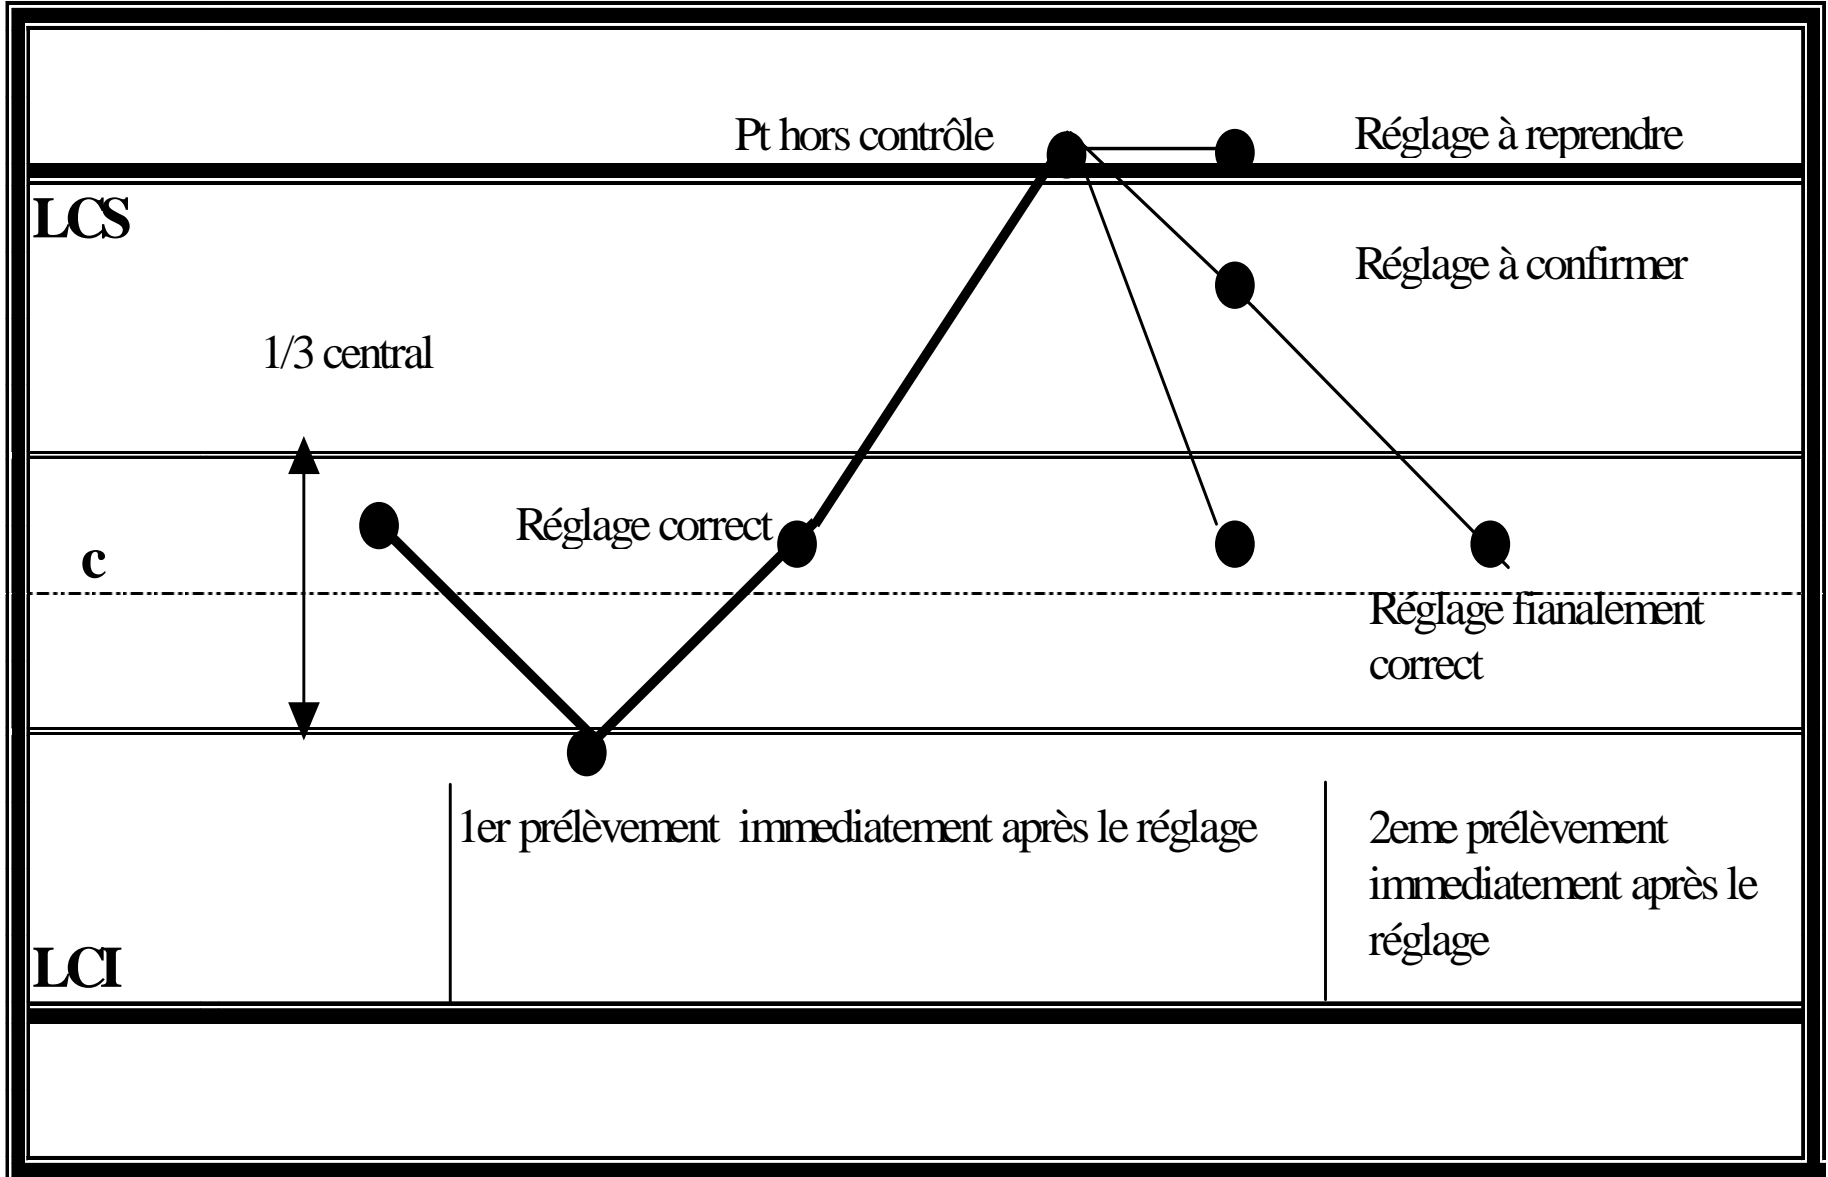 Pt hors contrôle
Réglage à reprendre
LCS
Réglage à confirmer
1/3 central
Réglage correct
c
Réglage fianalement
correct
1er prélèvement immediatement après le réglage
2eme prélèvement
immediatement après le
réglage
LCI